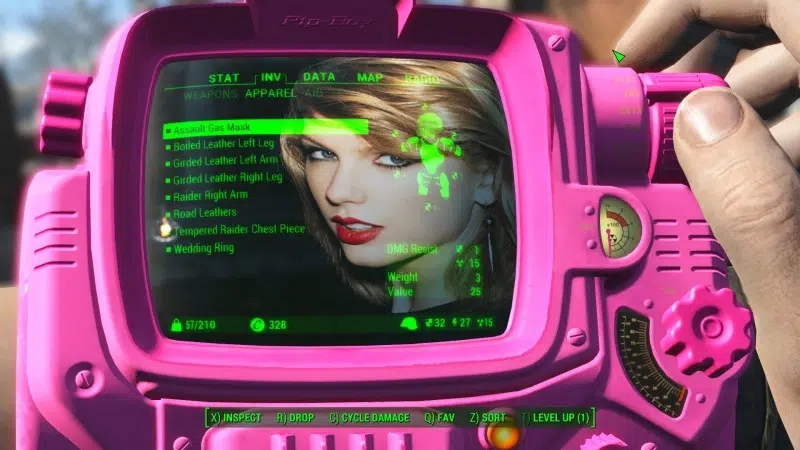 Pip-Boy
STAT INV DATA MAP RADIO
WEAPONS APPAREL AID
Assault Gas Mask
Boiled Leather Left Leg
Girded Leather Left Arm
Girded Leather Right Leg
Raider Right Arm
Road Leathers
Tempered Raider Chest Piece
Wedding Ring
DMG Resist 1
15
Weight 3
Value 25
57/210 328 32 27 15
x100
X) INSPECT R) DROP C) CYCLE DAMAGE Q) FAV Z) SORT T) LEVEL UP (1)